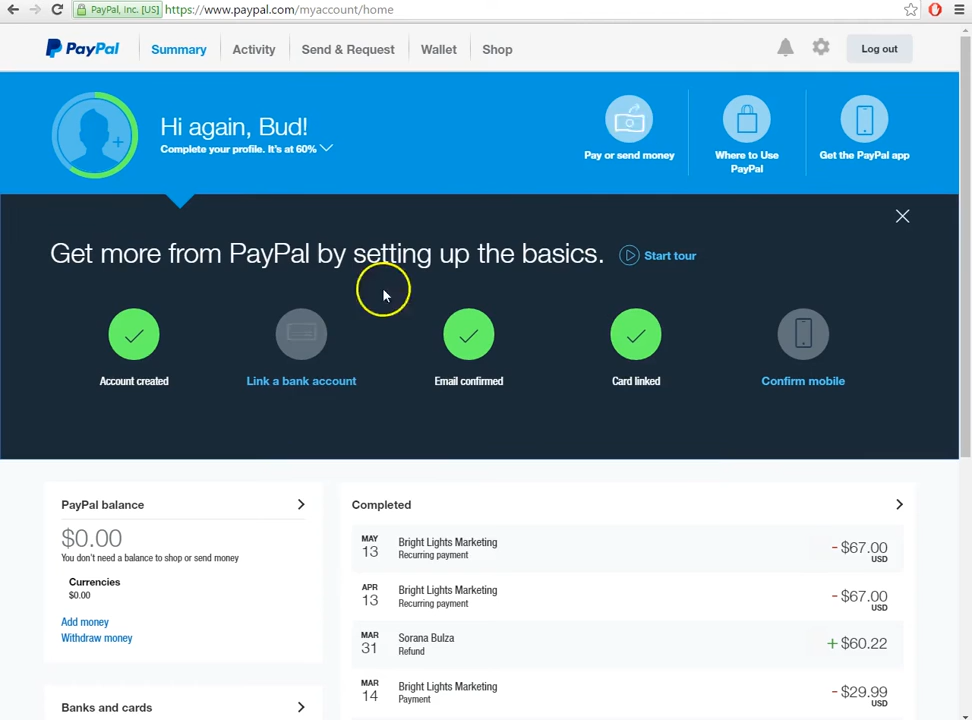 PayPal, Inc. [US] https://www.paypal.com/myaccount/home
PayPal Summary Activity Send & Request Wallet Shop Log out
Hi again, Bud!
Complete your profile. It's at 60%
Pay or send money
Where to Use
PayPal
Get the PayPal app
Get more from PayPal by setting up the basics. Start tour
Account created Link a bank account Email confirmed Card linked Confirm mobile
PayPal balance
$0.00
You don't need a balance to shop or send money
Currencies
$0.00
Add money
Withdraw money
Banks and cards
Completed
MAY
13
Bright Lights Marketing
Recurring payment
- $67.00
USD
APR
13
Bright Lights Marketing
Recurring payment
- $67.00
USD
MAR
31
Sorana Bulza
Refund
+ $60.22
MAR
14
Bright Lights Marketing
Payment
- $29.99
USD